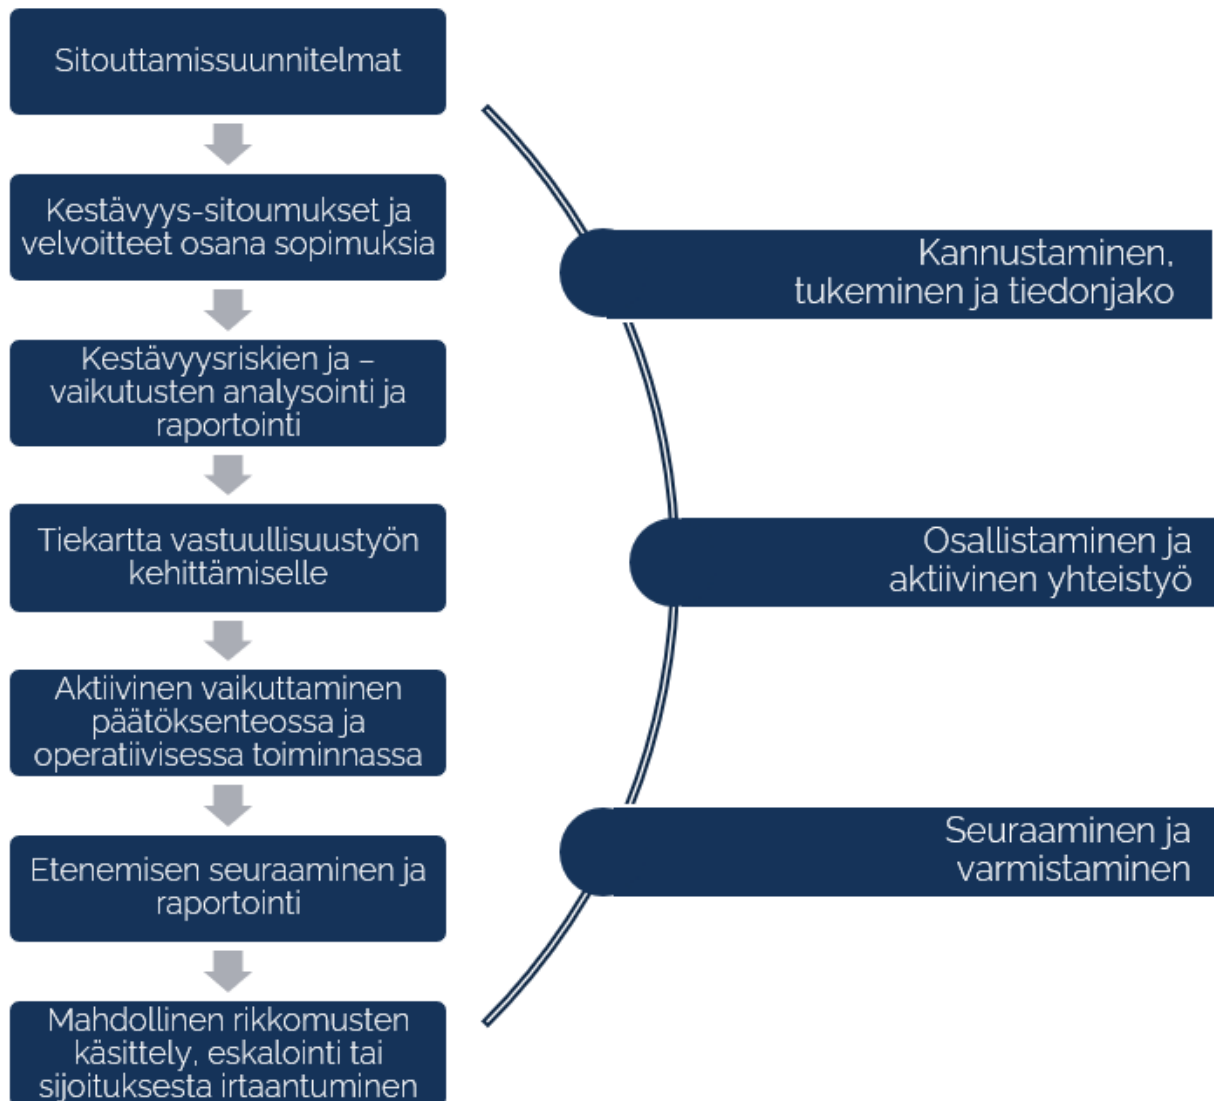 Sitouttamissuunnitelmat
Kestävyys-sitoumukset ja
velvoitteet osana sopimuksia
Kestävyysriskien ja –
vaikutusten analysointi ja
raportointi
Tiekartta vastuullisuustyön
kehittämiselle
Aktiivinen vaikuttaminen
päätöksenteossa ja
operatiivisessa toiminnassa
Etenemisen seuraaminen ja
raportointi
Mahdollinen rikkomusten
käsittely, eskalointi tai
sijoituksesta irtaantuminen
Kannustaminen,
tukeminen ja tiedonjako
Osallistaminen ja
aktiivinen yhteistyö
Seuraaminen ja
varmistaminen